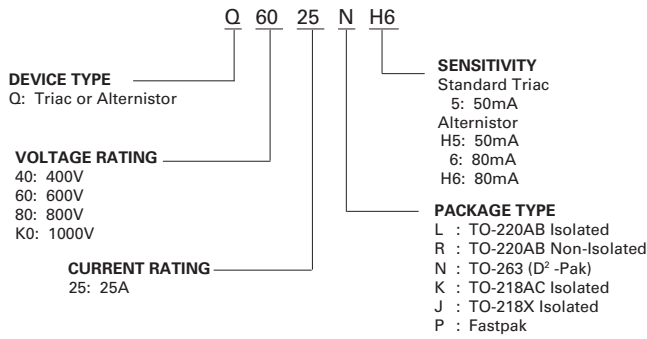 Q 60 25 N H6
DEVICE TYPE
Q: Triac or Alternistor
VOLTAGE RATING
40: 400V
60: 600V
80: 800V
K0: 1000V
CURRENT RATING
25: 25A
SENSITIVITY
Standard Triac
5: 50mA
Alternistor
H5: 50mA
6: 80mA
H6: 80mA
PACKAGE TYPE
L : TO-220AB Isolated
R : TO-220AB Non-Isolated
N : TO-263 (D² -Pak)
K : TO-218AC Isolated
J : TO-218X Isolated
P : Fastpak